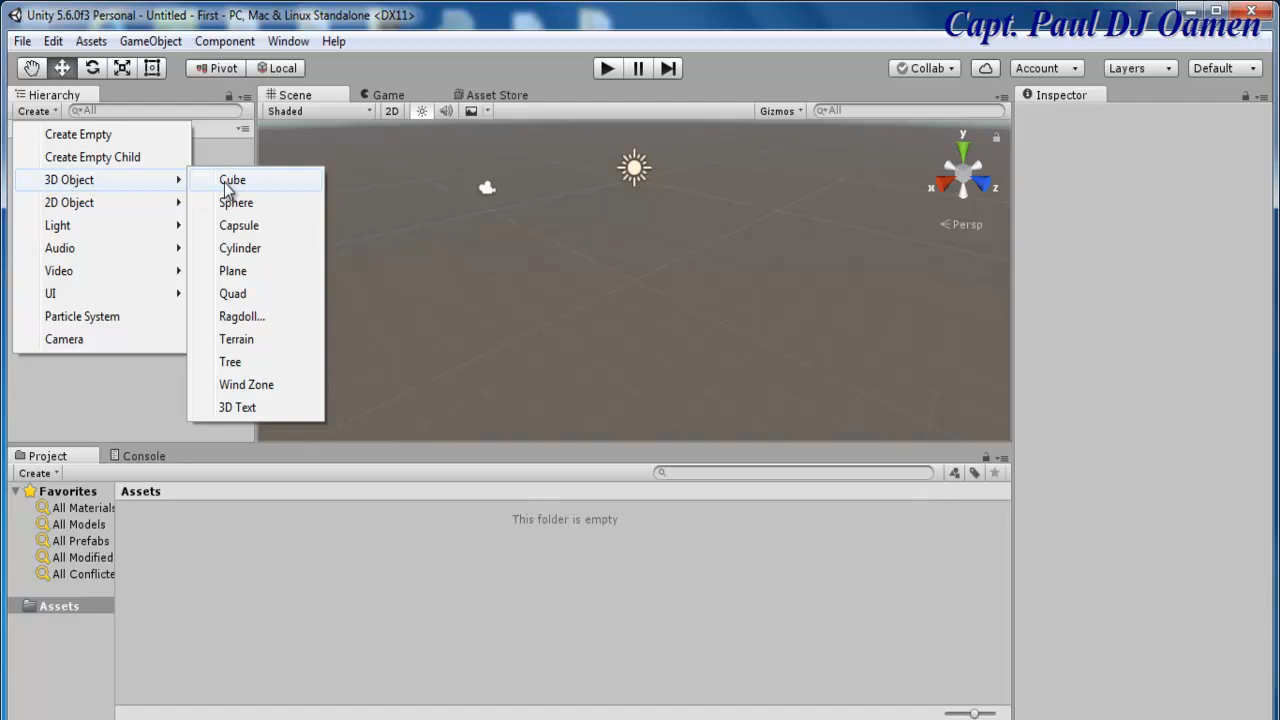 Unity 5.6.0f3 Personal - Untitled - First - PC, Mac & Linux Standalone <DX11>
Capt. Paul DJ Oamen
File Edit Assets GameObject Component Window Help
Pivot Local Collab Account Layers Default
Hierarchy Scene Game Asset Store Inspector
Create All Shaded 2D Gizmos All
Create Empty
Create Empty Child
3D Object
2D Object
Light
Audio
Video
UI
Particle System
Camera
Cube
Sphere
Capsule
Cylinder
Plane
Quad
Ragdoll...
Terrain
Tree
Wind Zone
3D Text
y
x
z
Persp
Project Console
Create
Favorites
All Materials
All Models
All Prefabs
All Modified
All Conflicte
Assets
Assets
This folder is empty